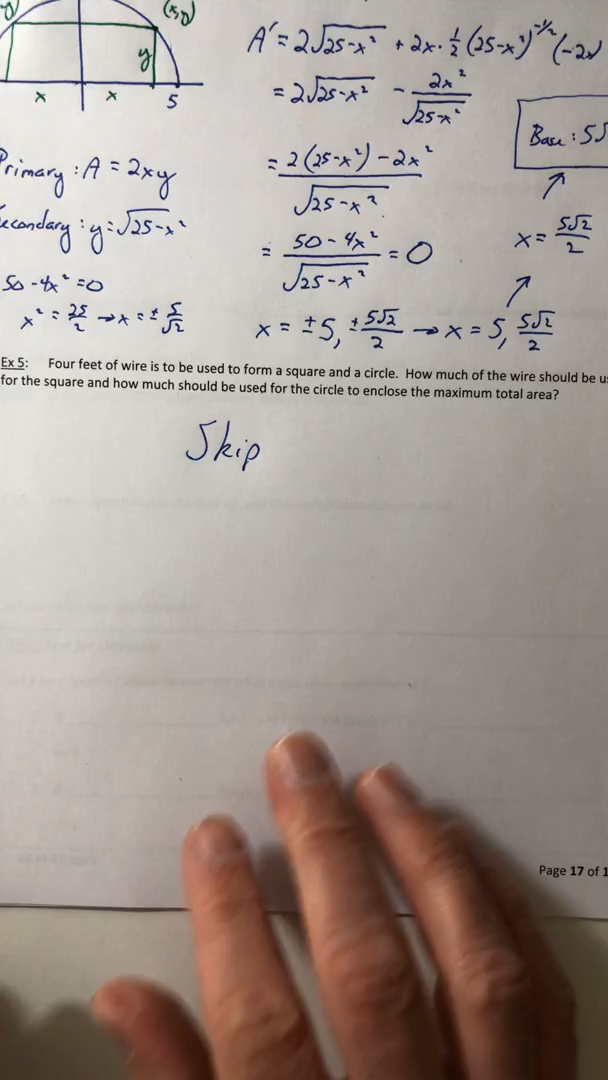 (x,y)
y
x x 5
A' = 2√25-x² + 2x·½(25-x²)^-1/2(-2x)
= 2√25-x² - 2x²/√25-x²
Base: 5√
Primary: A = 2xy
= 2(25-x²)-2x²/√25-x²
Secondary: y=√25-x²
= 50-4x²/√25-x² = 0
x = 5√2/2
50-4x²=0
x² = 25/2 → x = ± 5/√2
x = ±5, ±5√2/2 → x = 5, 5√2/2
Ex 5: Four feet of wire is to be used to form a square and a circle. How much of the wire should be
for the square and how much should be used for the circle to enclose the maximum total area?
Skip
Page 17 of 1